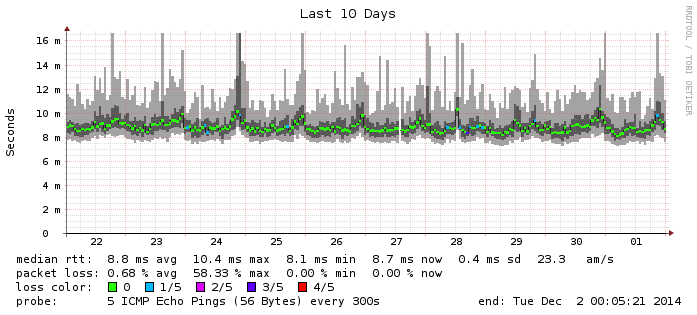 Last 10 Days
RRDTOOL / TOBI OETIKER
Seconds
16 m
14 m
12 m
10 m
8 m
6 m
4 m
2 m
0
22 23 24 25 26 27 28 29 30 01
median rtt: 8.8 ms avg 10.4 ms max 8.1 ms min 8.7 ms now 0.4 ms sd 23.3 am/s
packet loss: 0.68 % avg 58.33 % max 0.00 % min 0.00 % now
loss color: 0 1/5 2/5 3/5 4/5
probe: 5 ICMP Echo Pings (56 Bytes) every 300s end: Tue Dec 2 00:05:21 2014